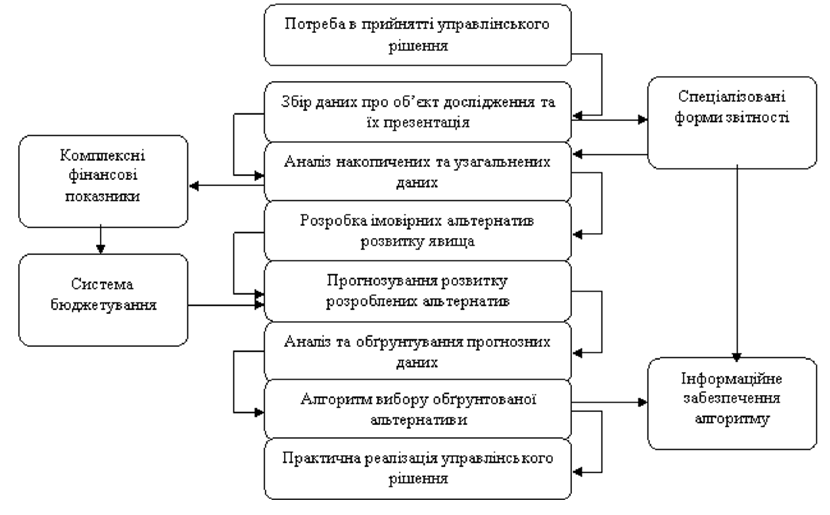 Потреба в прийнятті управлінського
рішення
Збір даних про об’єкт дослідження та
їх презентація
Спеціалізовані
форми звітності
Комплексні
фінансові
показники
Аналіз накопичених та узагальнених
даних
Розробка імовірних альтернатив
розвитку явища
Система
бюджетування
Прогнозування розвитку
розроблених альтернатив
Аналіз та обґрунтування прогнозних
даних
Інформаційне
забезпечення
алгоритму
Алгоритм вибору обґрунтованої
альтернативи
Практична реалізація управлінського
рішення